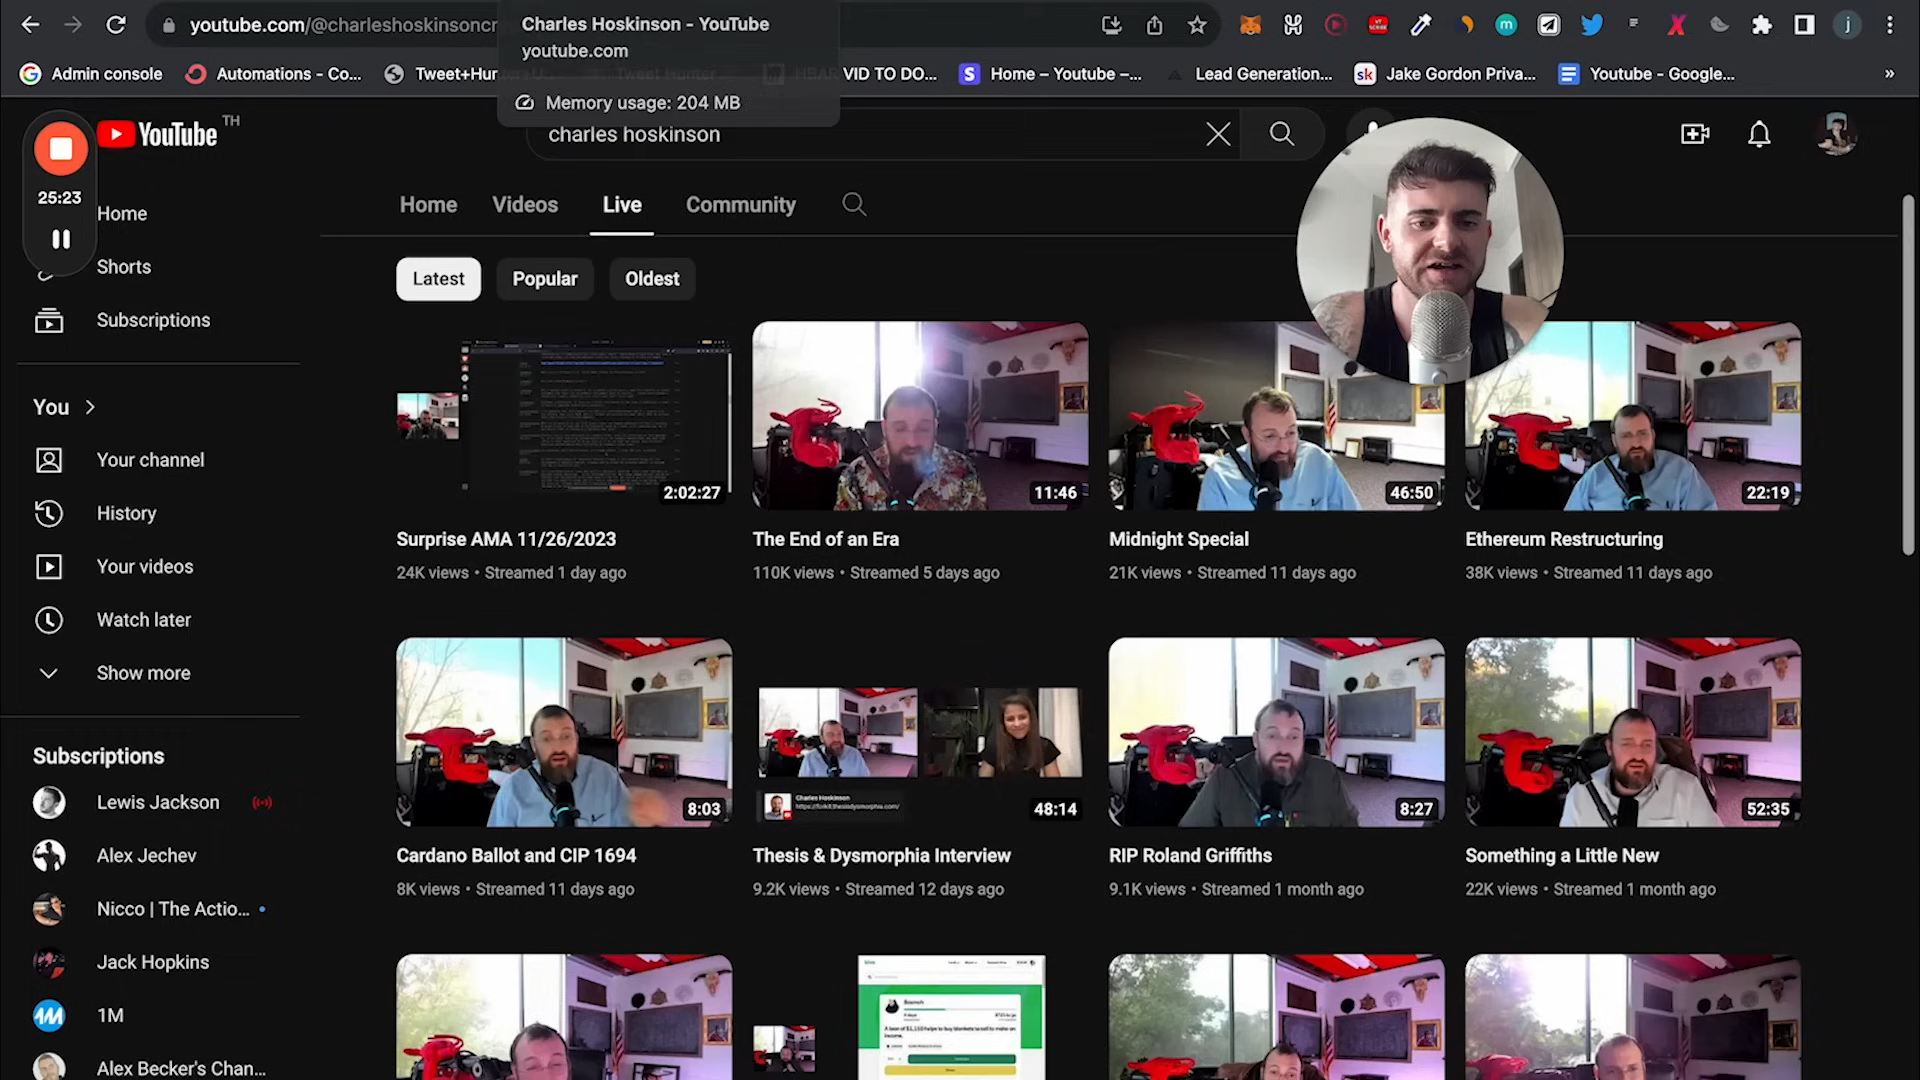 youtube.com/@charleshoskinsoncr
Charles Hoskinson - YouTube
youtube.com
Memory usage: 204 MB
Admin console
Automations - Co...
Tweet+Hun
Tweet Hunter
VID TO DO...
Home – Youtube –...
Lead Generation...
Jake Gordon Priva...
Youtube - Google...
YouTube TH
charles hoskinson
25:23
Home
Shorts
Subscriptions
You
Your channel
History
Your videos
Watch later
Show more
Subscriptions
Lewis Jackson
Alex Jechev
Nicco | The Actio...
Jack Hopkins
1M
Alex Becker's Chan...
Home
Videos
Live
Community
Latest
Popular
Oldest
2:02:27
11:46
46:50
22:19
Surprise AMA 11/26/2023
24K views • Streamed 1 day ago
The End of an Era
110K views • Streamed 5 days ago
Midnight Special
21K views • Streamed 11 days ago
Ethereum Restructuring
38K views • Streamed 11 days ago
8:03
Charles Hoskinson
48:14
8:27
52:35
Cardano Ballot and CIP 1694
8K views • Streamed 11 days ago
Thesis & Dysmorphia Interview
9.2K views • Streamed 12 days ago
RIP Roland Griffiths
9.1K views • Streamed 1 month ago
Something a Little New
22K views • Streamed 1 month ago